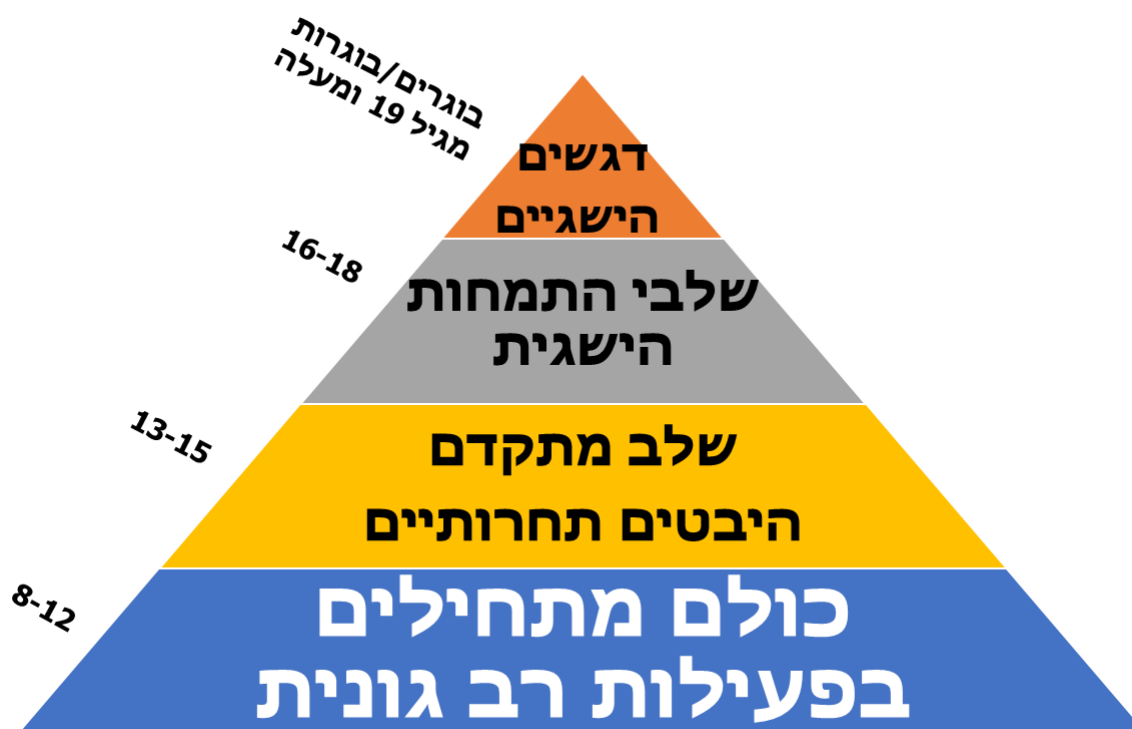 בוגרים/בוגרות
מגיל 19 ומעלה
דגשים
הישגיים
16-18
שלבי התמחות
הישגית
13-15
שלב מתקדם
היבטים תחרותיים
8-12
כולם מתחילים
בפעילות רב גונית